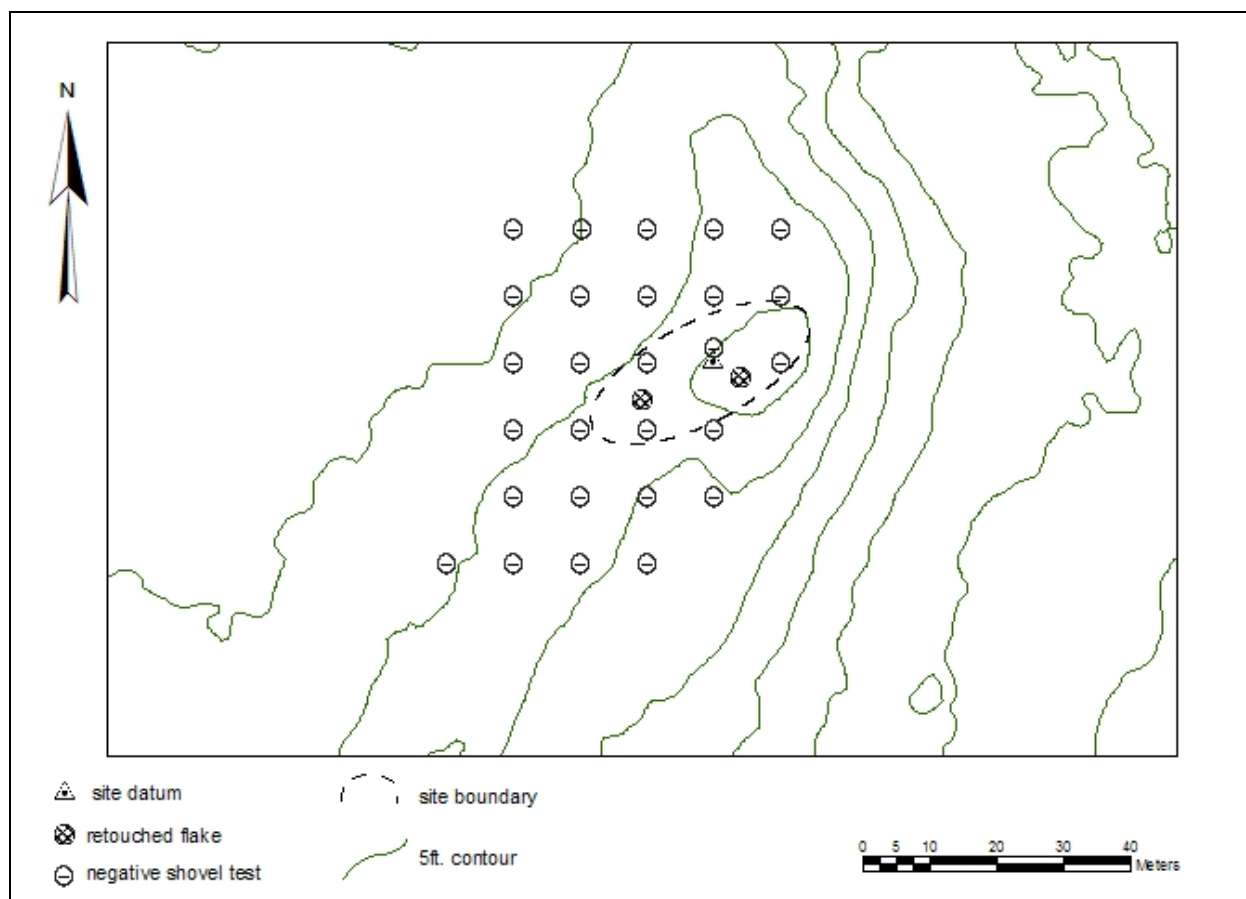 N
site datum
retouched flake
negative shovel test
site boundary
5ft. contour
0 5 10 20 30 40
Meters